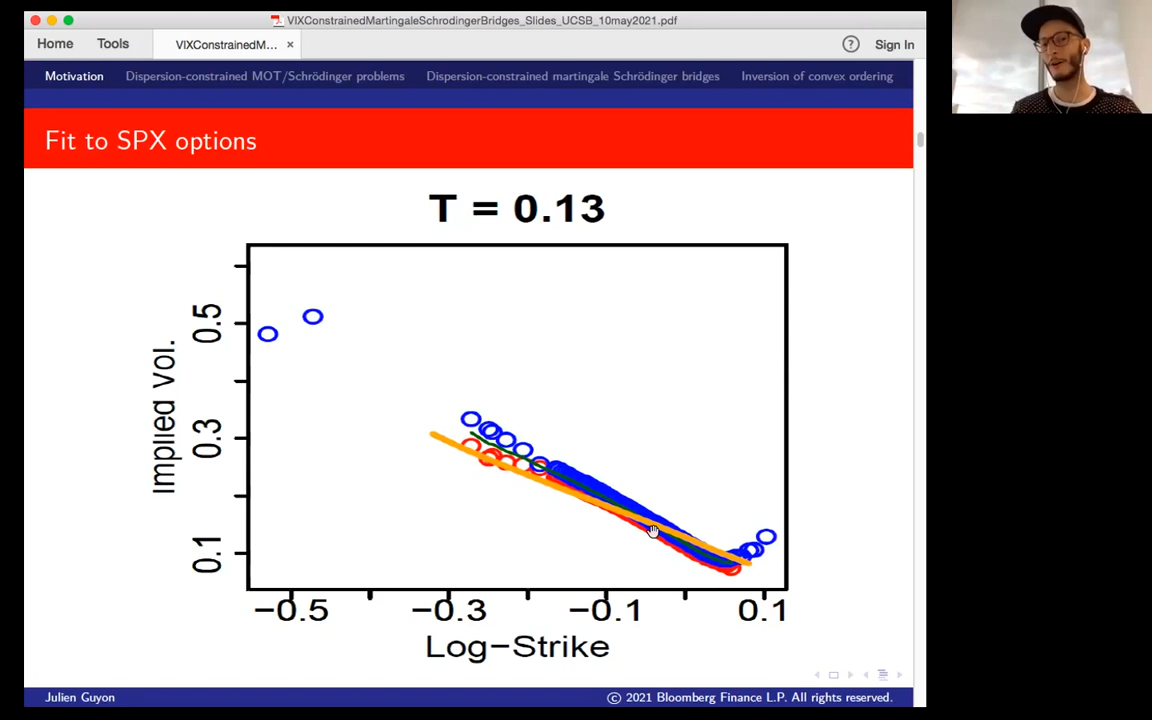 VIXConstrainedMartingaleSchrodingerBridges_Slides_UCSB_10may2021.pdf
Home Tools VIXConstrainedM... × ? Sign In
Motivation Dispersion-constrained MOT/Schrödinger problems Dispersion-constrained martingale Schrödinger bridges Inversion of convex ordering
Fit to SPX options
T = 0.13
Implied vol.
0.5
0.3
0.1
−0.5 −0.3 −0.1 0.1
Log−Strike
Julien Guyon © 2021 Bloomberg Finance L.P. All rights reserved.